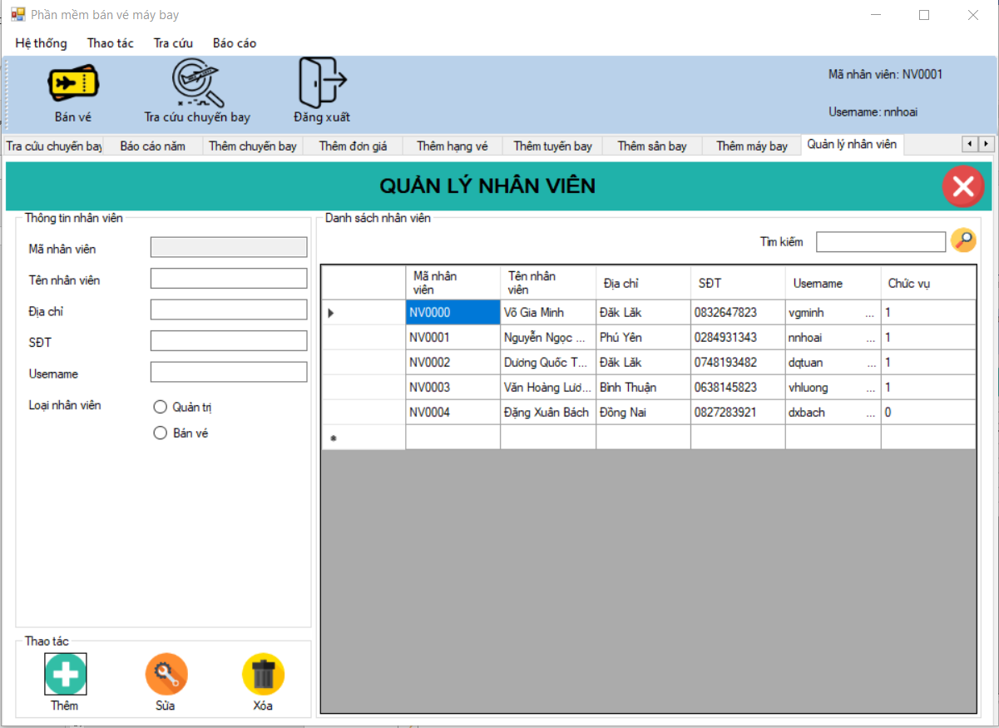 Phần mềm bán vé máy bay
Hệ thống Thao tác Tra cứu Báo cáo
Bán vé Tra cứu chuyến bay Đăng xuất
Mã nhân viên: NV0001
Username: nnhoai
Tra cứu chuyến bay Báo cáo năm Thêm chuyến bay Thêm đơn giá Thêm hạng vé Thêm tuyến bay Thêm sân bay Thêm máy bay Quản lý nhân viên
QUẢN LÝ NHÂN VIÊN
Thông tin nhân viên
Mã nhân viên
Tên nhân viên
Địa chỉ
SĐT
Username
Loại nhân viên
Quản trị
Bán vé
Thao tác
Thêm Sửa Xóa
Danh sách nhân viên
Tìm kiếm
Mã nhân viên Tên nhân viên Địa chỉ SĐT Username Chức vụ
NV0000 Võ Gia Minh Đăk Lăk 0832647823 vgminh ... 1
NV0001 Nguyễn Ngọc ... Phú Yên 0284931343 nnhoai ... 1
NV0002 Dương Quốc T... Đăk Lăk 0748193482 dqtuan ... 1
NV0003 Văn Hoàng Lươ... Bình Thuận 0638145823 vhluong ... 1
NV0004 Đặng Xuân Bách Đồng Nai 0827283921 dxbach ... 0